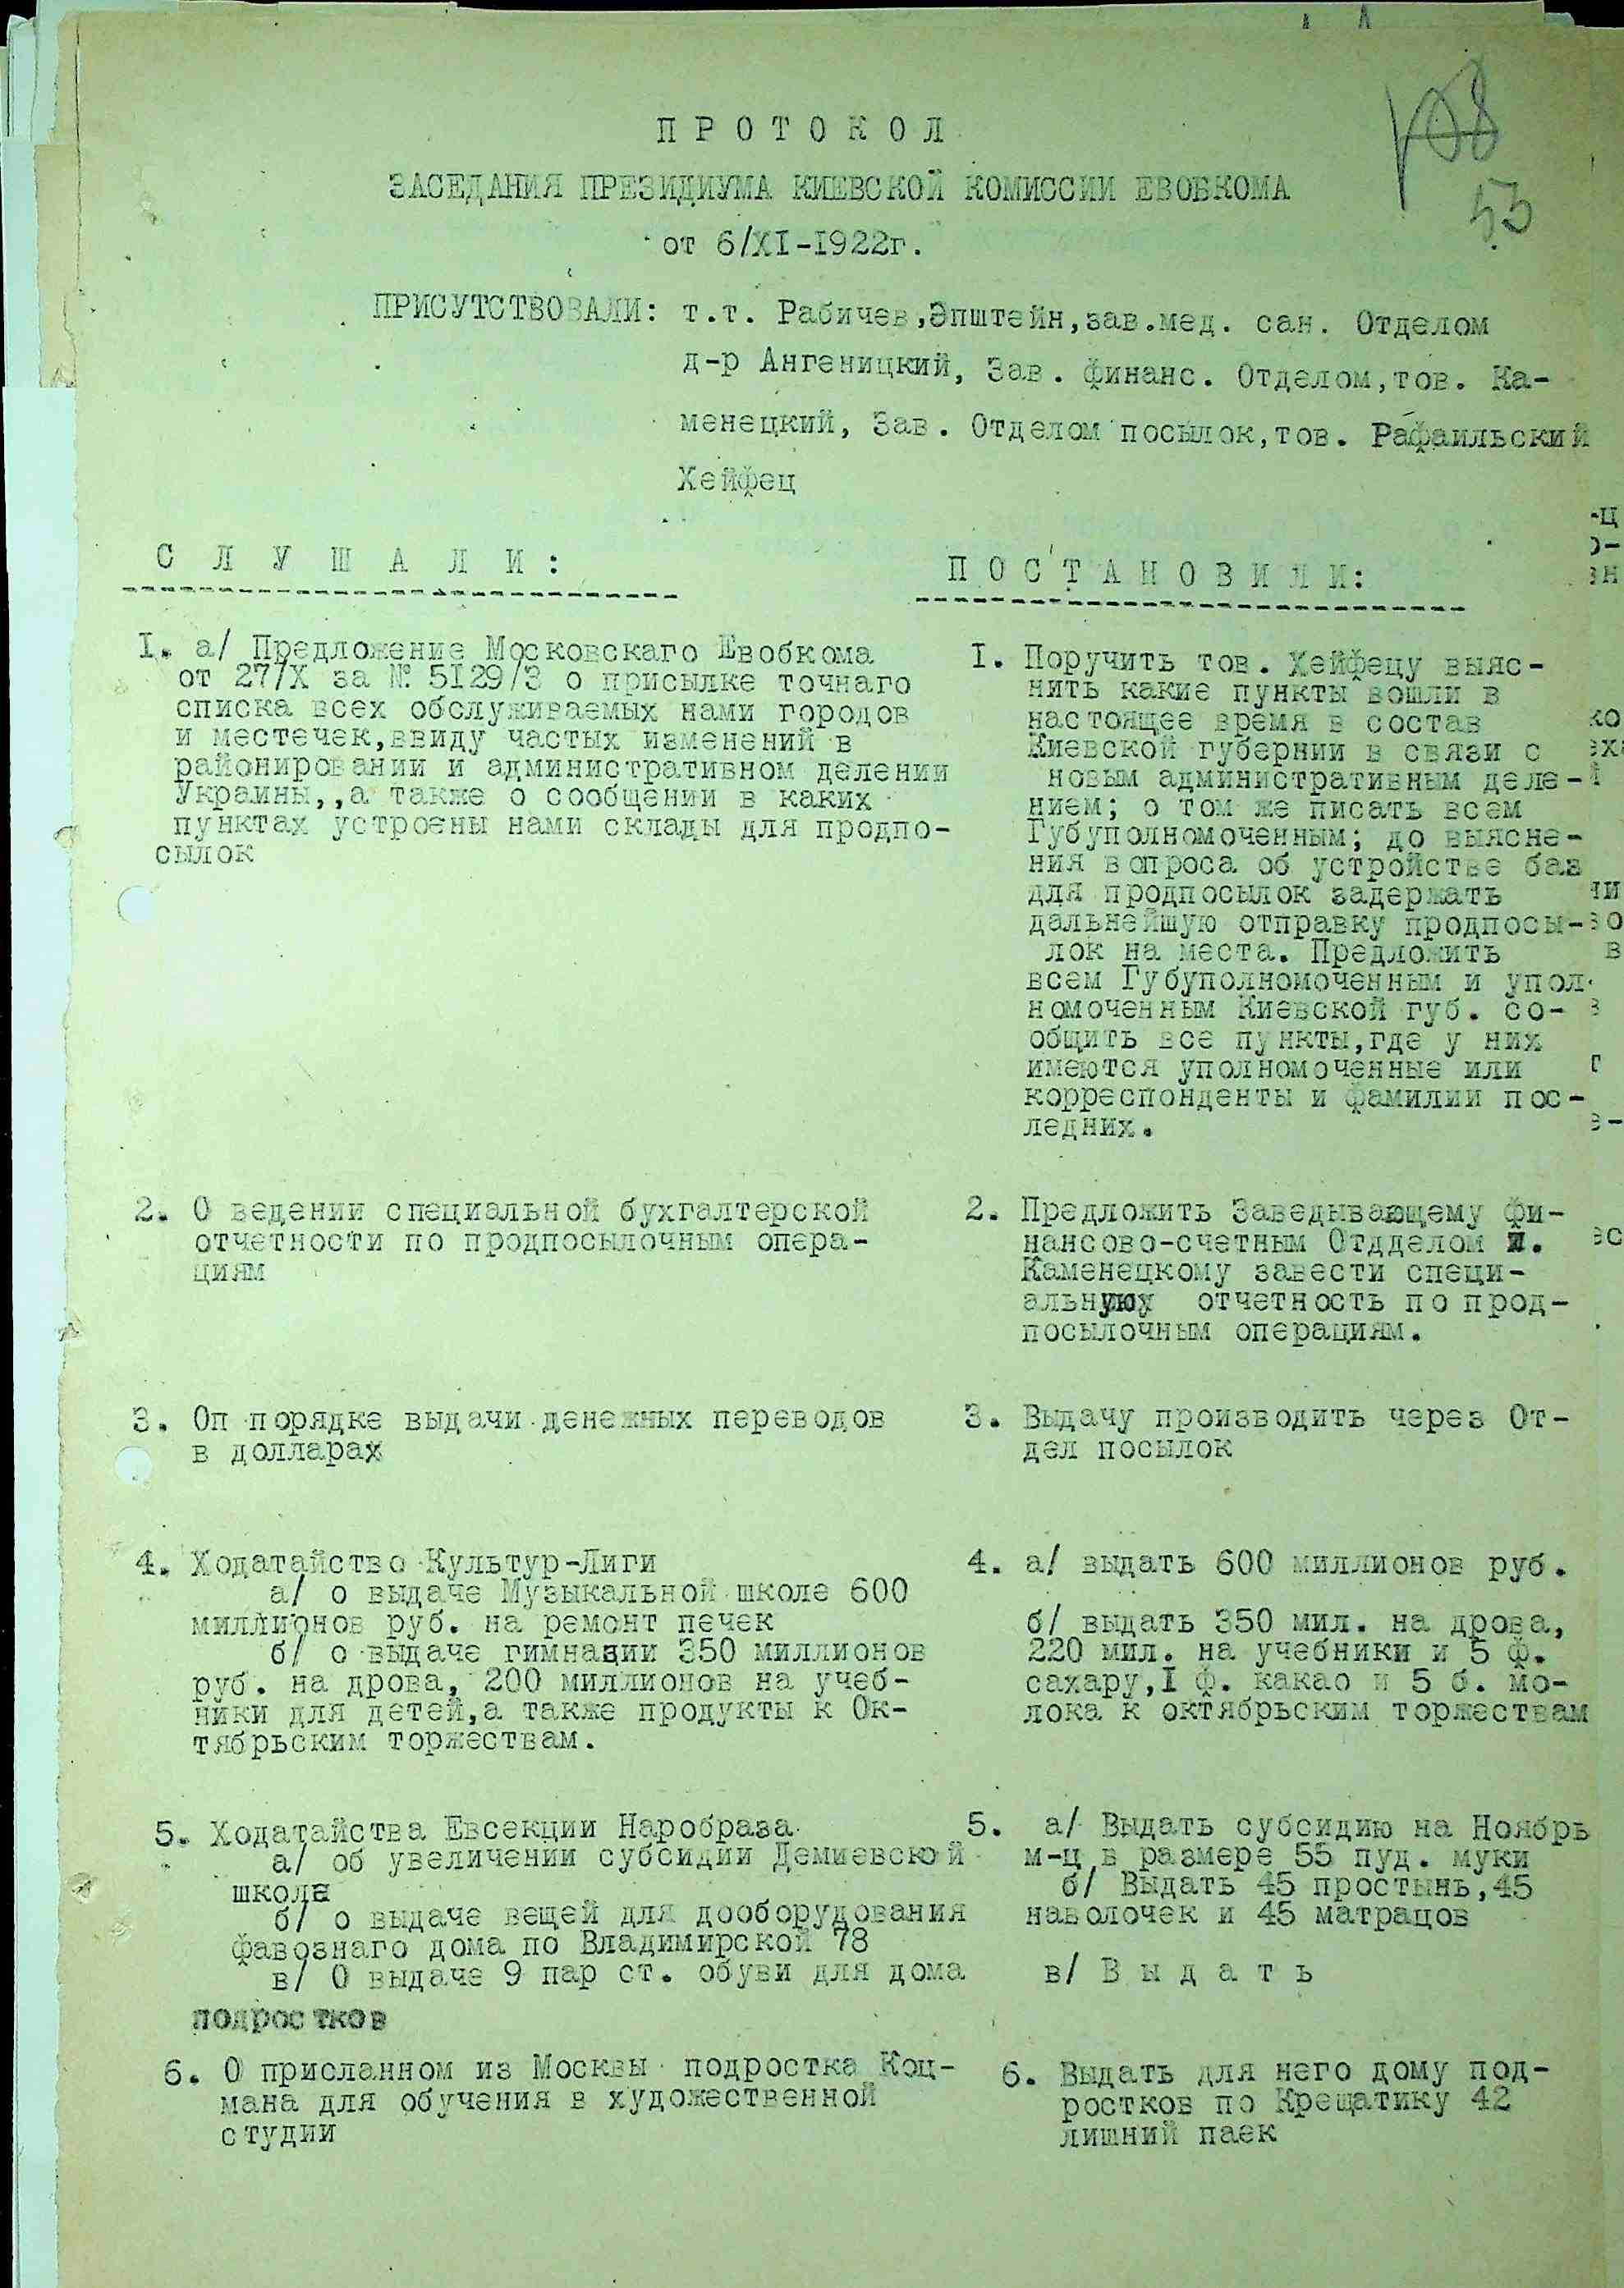 П Р О Т О К О Л
ЗАСЕДАНИЯ ПРЕЗИДИУМА КИЕВСКОЙ КОМИССИИ ЕВОБКОМА
от 6/XI-I922г.
53
ПРИСУТСТВОВАЛИ: т.т. Рабичев,Эпштейн,зав.мед. сан. Отделом
д-р Ангеницкий, Зав. финанс. Отделом,тов. Ка-
менецкий, Зав. Отделом посылок,тов. Рафаильский
Хейфец
С Л У Ш А Л И :
I. а/ Предложение Московскаго Евобкома
от 27/X за № 5I29/3 о присылке точнаго
списка всех обслуживаемых нами городов
и местечек,ввиду частых изменений в
районировании и административном делении
Украины,,а также о сообщении в каких
пунктах устроены нами склады для продпо-
сылок
2. О ведении специальной бухгалтерской
отчетности по продпосылочным опера-
циям
3. Оп порядке выдачи денежных переводов
в долларах
4. Ходатайство Культур-Лиги
а/ о выдаче Музыкальной школе 600
миллионов руб. на ремонт печек
б/ о выдаче гимназии 350 миллионов
руб. на дрова, 200 миллионов на учеб-
ники для детей,а также продукты к Ок-
тябрьским торжествам.
5. Ходатайства Евсекции Наробраза
а/ об увеличении субсидии Демиевской
школе
б/ о выдаче вещей для дооборудования
фавознаго дома по Владимирской 78
в/ О выдаче 9 пар ст. обуви для дома
подростков
6. О присланном из Москвы подростка Коц-
мана для обучения в художественной
студии
П О С Т А Н О В И Л И:
I. Поручить тов. Хейфецу выяс-
нить какие пункты вошли в
настоящее время в состав
Киевской губернии в связи с
новым административным деле-
нием; о том же писать всем
Губуполномоченным; до выясне-
ния вопроса об устройстве баз
для продпосылок задержать
дальнейшую отправку продпосы-
лок на места. Предложить
всем Губуполномоченным и упол-
номоченным Киевской губ. со-
общить все пункты,где у них
имеются уполномоченные или
корреспонденты и фамилии пос-
ледних.
2. Предложить Заведывающему фи-
нансово-счетным Отдделом т.
Каменецкому завести специ-
альную отчетность по прод-
посылочным операциям.
3. Выдачу производить через От-
дел посылок
4. а/ выдать 600 миллионов руб.
б/ выдать 350 мил. на дрова,
220 мил. на учебники и 5 ф.
сахару,I ф. какао и 5 б. мо-
лока к октябрьским торжествам
5. а/ Выдать субсидию на Ноябрь
м-ц в размере 55 пуд. муки
б/ Выдать 45 простынь,45
наволочек и 45 матрацов
в/ В ы д а т ь
6. Выдать для него дому под-
ростков по Крещатику 42
лишний паек